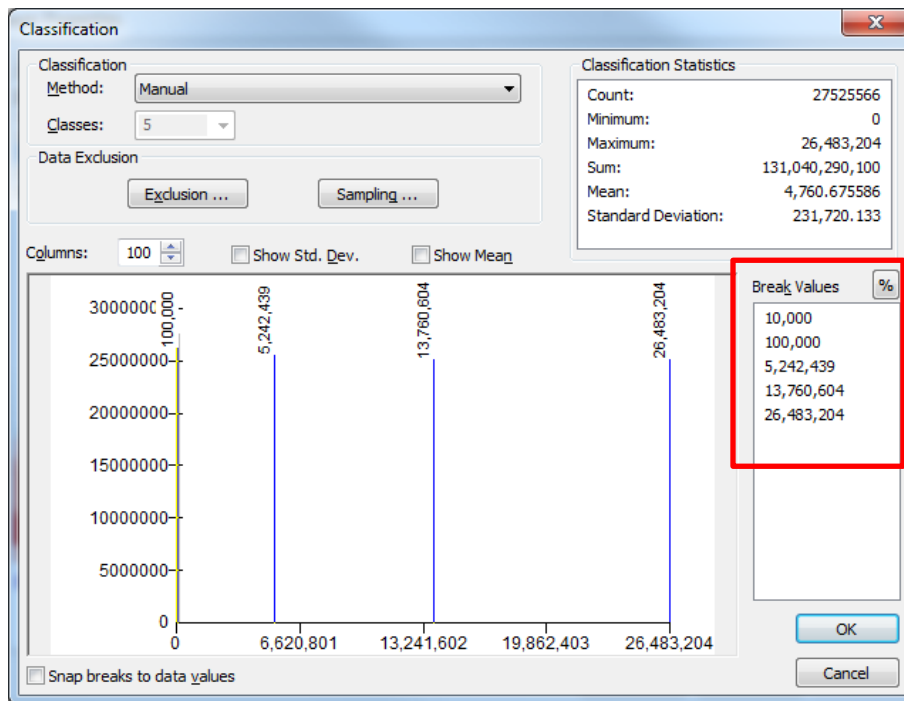 Classification
Classification
Method: Manual
Classes: 5
Data Exclusion
Exclusion ...
Sampling ...
Classification Statistics
Count: 27525566
Minimum: 0
Maximum: 26,483,204
Sum: 131,040,290,100
Mean: 4,760.675586
Standard Deviation: 231,720.133
Columns: 100
Show Std. Dev.
Show Mean
Break Values %
10,000
100,000
5,242,439
13,760,604
26,483,204
100,000
5,242,439
13,760,604
26,483,204
25000000
20000000
15000000
10000000
5000000
0
0 6,620,801 13,241,602 19,862,403 26,483,204
Snap breaks to data values
OK
Cancel